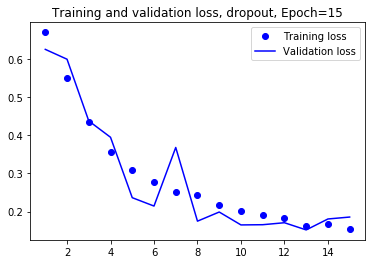 Training and validation loss, dropout, Epoch=15
Training loss
Validation loss
0.6
0.5
0.4
0.3
0.2
2 4 6 8 10 12 14